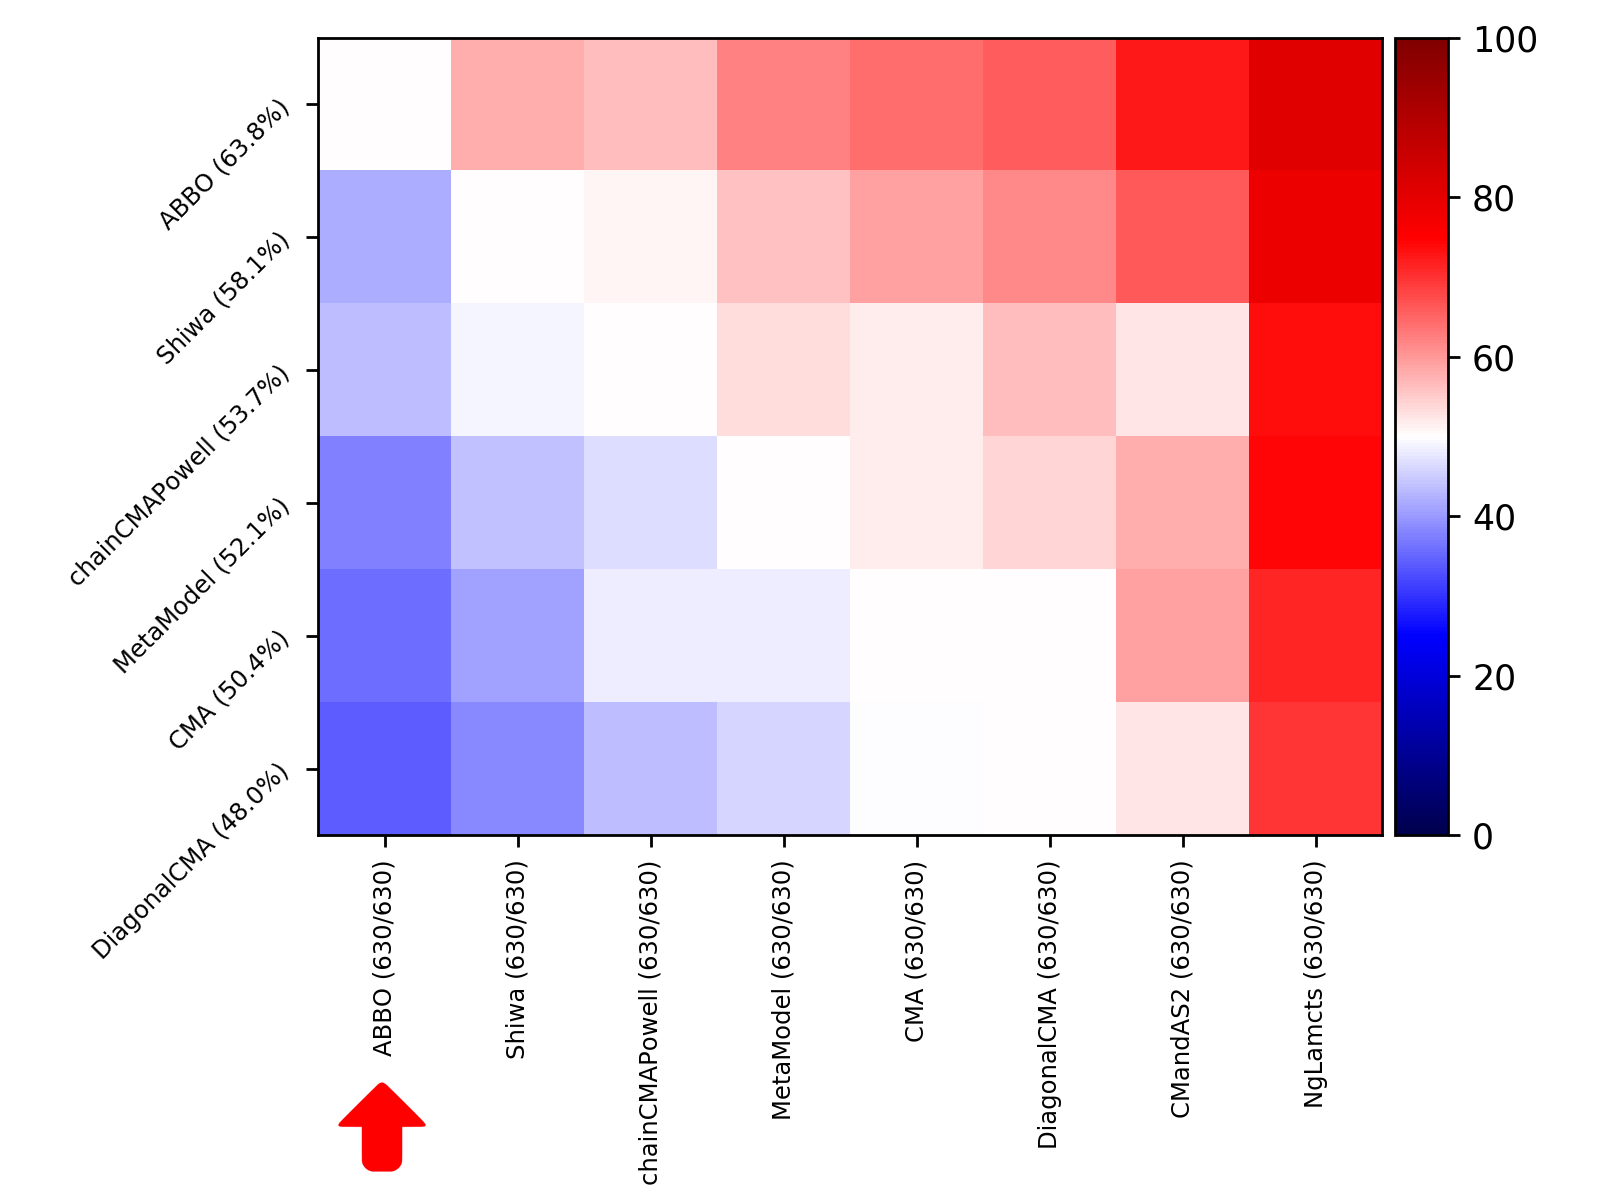 ABBO (63.8%)
Shiwa (58.1%)
chainCMAPowell (53.7%)
MetaModel (52.1%)
CMA (50.4%)
DiagonalCMA (48.0%)
ABBO (630/630)
Shiwa (630/630)
chainCMAPowell (630/630)
MetaModel (630/630)
CMA (630/630)
DiagonalCMA (630/630)
CMandAS2 (630/630)
NgLamcts (630/630)
100
80
60
40
20
0